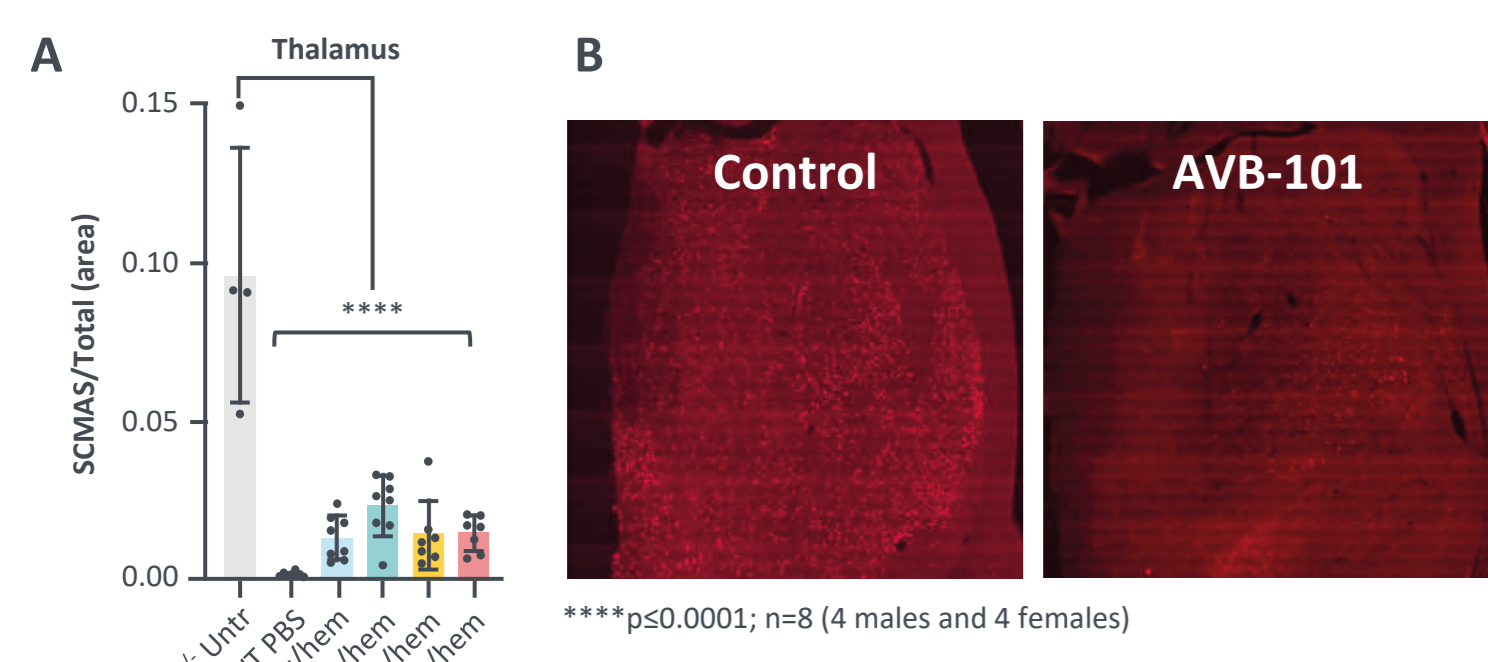 A
Thalamus
B
0.15
0.10
0.05
0.00
SCMAS/Total (area)
****
Untr
PBS
/hem
/hem
/hem
/hem
Control
AVB-101
****p≤0.0001; n=8 (4 males and 4 females)